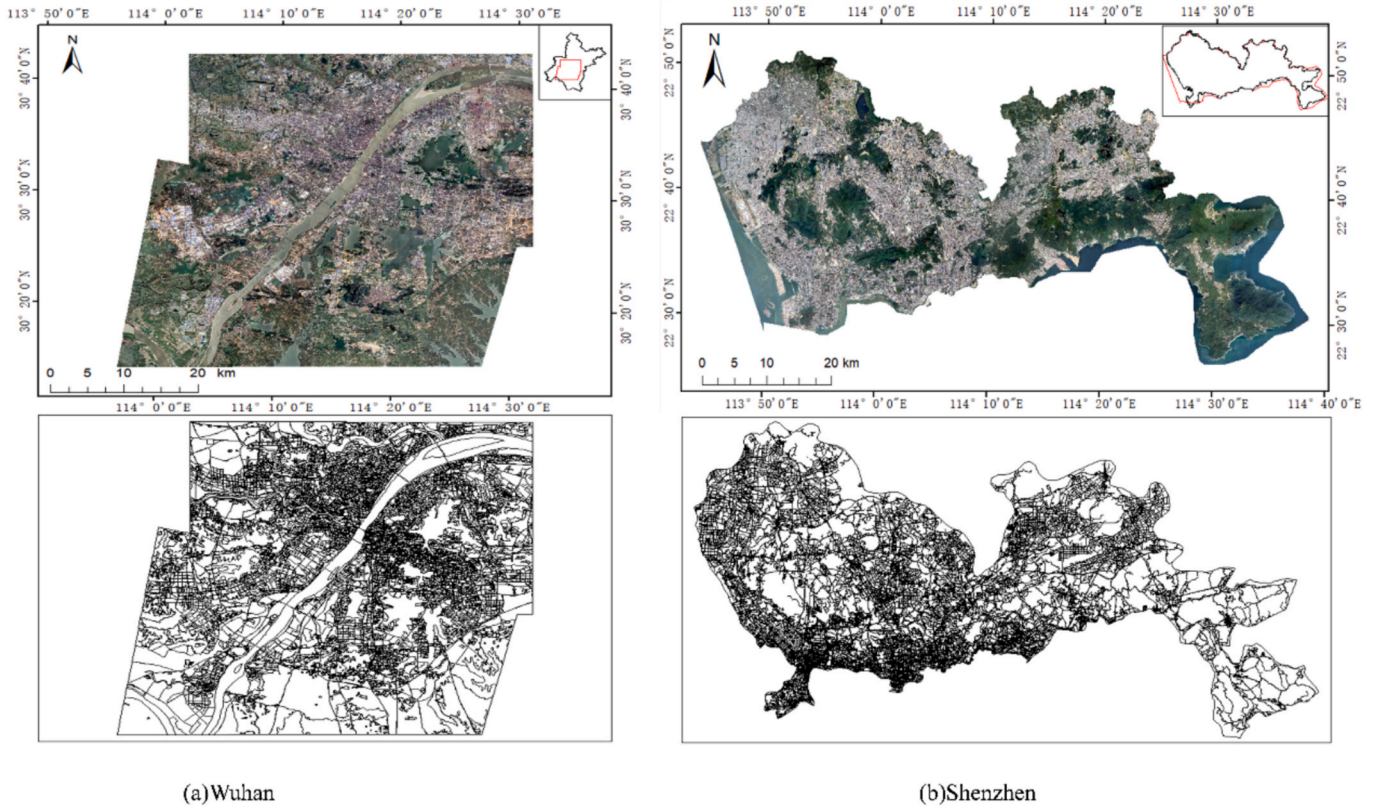 113° 50′ 0″E 114° 0′ 0″E 114° 10′ 0″E 114° 20′ 0″E 114° 30′ 0″E
N
30° 40′ 0″N
30° 30′ 0″N
30° 20′ 0″N
30° 40′ 0″N
30° 30′ 0″N
30° 20′ 0″N
0 5 10 20 km
114° 0′ 0″E 114° 10′ 0″E 114° 20′ 0″E 114° 30′ 0″E
113° 50′ 0″E 114° 0′ 0″E 114° 10′ 0″E 114° 20′ 0″E 114° 30′ 0″E
N
22° 50′ 0″N
22° 40′ 0″N
22° 30′ 0″N
22° 50′ 0″N
22° 40′ 0″N
22° 30′ 0″N
0 5 10 20 km
113° 50′ 0″E 114° 0′ 0″E 114° 10′ 0″E 114° 20′ 0″E 114° 30′ 0″E 114° 40′ 0″E
(a)Wuhan
(b)Shenzhen